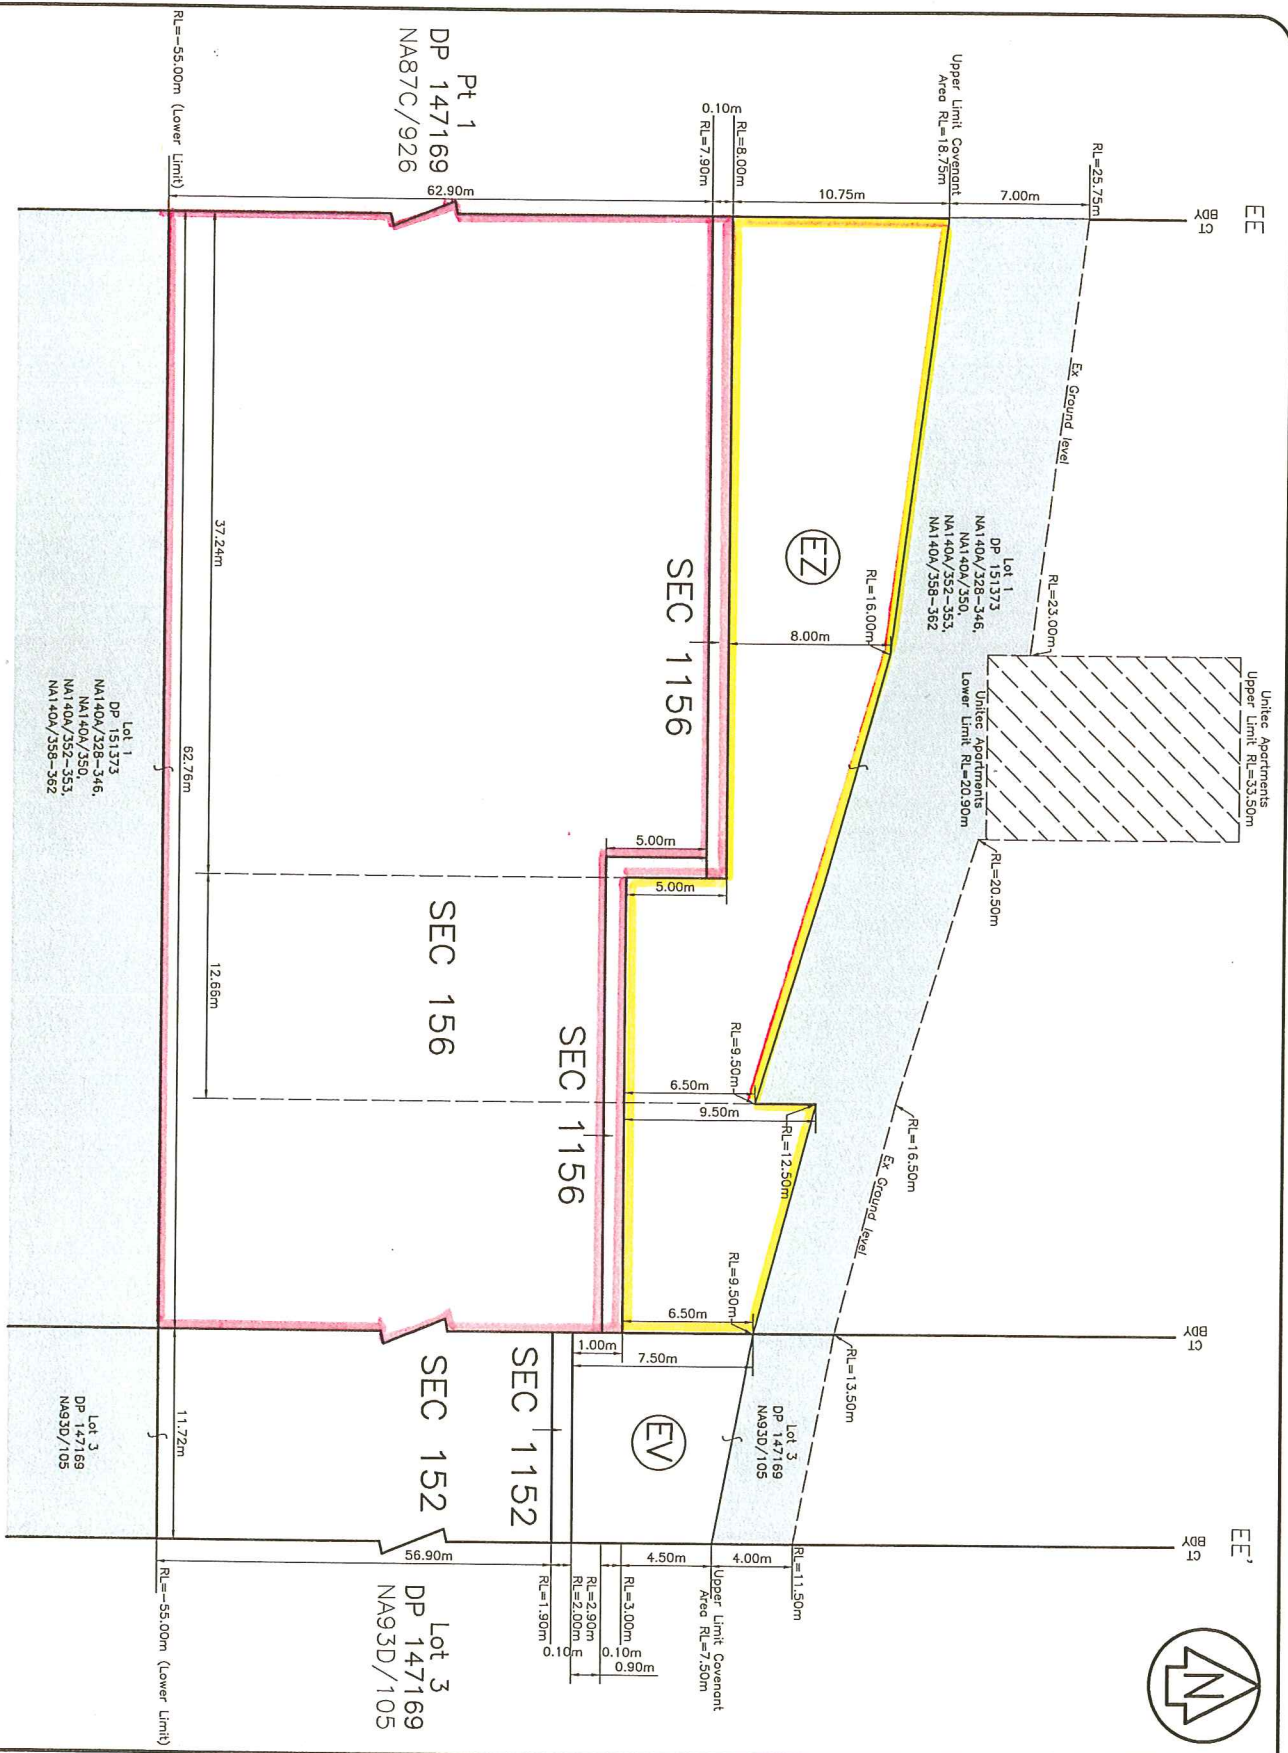 EE
EE'
CT
BDY
CT
BDY
CT
BDY
N
Unitec Apartments
Upper Limit RL=33.50m
RL=25.75m
7.00m
Upper Limit Covenant
Area RL=18.75m
10.75m
RL=8.00m
0.10m
RL=7.90m
62.90m
RL=-55.00m (Lower Limit)
Pt 1
DP 147169
NA87C/926
Ex Ground level
RL=23.00m
Lot 1
DP 151373
NA140A/328-346,
NA140A/350,
NA140A/352-353,
NA140A/358-362
Unitec Apartments
Lower Limit RL=20.90m
RL=20.50m
RL=16.50m
Ex Ground level
RL=13.50m
RL=11.50m
EZ
RL=16.00m
8.00m
SEC 1156
5.00m
5.00m
RL=9.50m
6.50m
9.50m
RL=12.50m
RL=9.50m
6.50m
1.00m
7.50m
SEC 1156
SEC 156
37.24m
12.66m
62.76m
11.72m
Lot 1
DP 151373
NA140A/328-346,
NA140A/350,
NA140A/352-353,
NA140A/358-362
Lot 3
DP 147169
NA93D/105
EV
SEC 1152
SEC 152
Lot 3
DP 147169
NA93D/105
4.00m
4.50m
Upper Limit Covenant
Area RL=7.50m
RL=3.00m
RL=2.90m
RL=2.00m
RL=1.90m
0.10m
0.10m
0.90m
56.90m
Lot 3
DP 147169
NA93D/105
RL=-55.00m (Lower Limit)